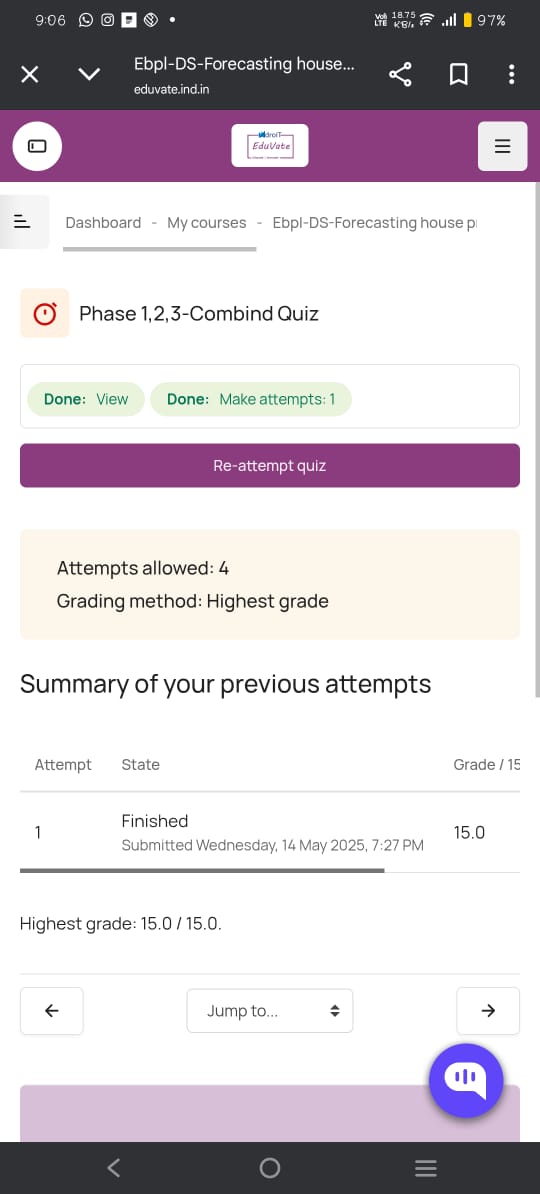 9:06
Vo) LTE 18.75 KB/s 97%
Ebpl-DS-Forecasting house...
eduvate.ind.in
EduVate
Dashboard - My courses - Ebpl-DS-Forecasting house p
Phase 1,2,3-Combind Quiz
Done: View Done: Make attempts: 1
Re-attempt quiz
Attempts allowed: 4
Grading method: Highest grade
Summary of your previous attempts
Attempt State Grade / 15
Finished
1 15.0
Submitted Wednesday, 14 May 2025, 7:27 PM
Highest grade: 15.0 / 15.0.
Jump to...